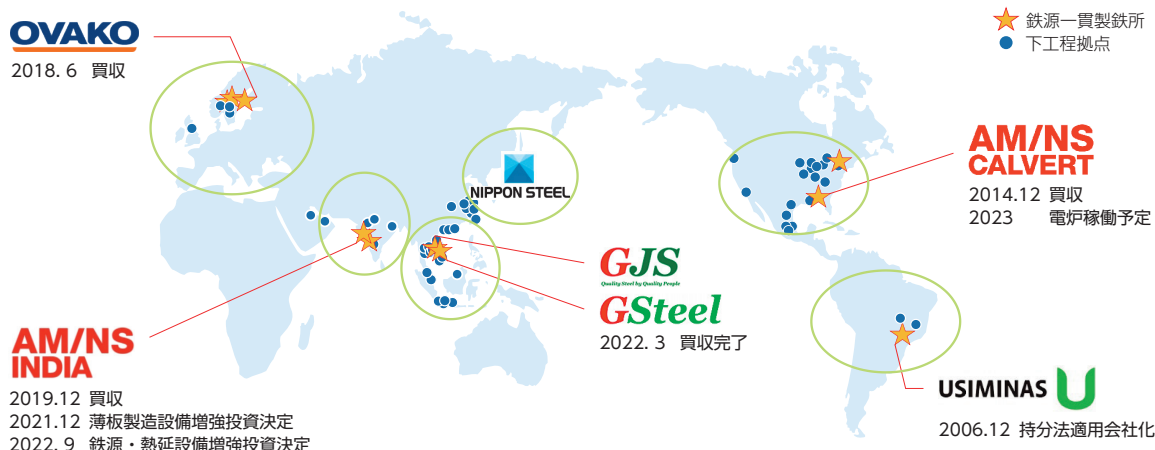 鉄源一貫製鉄所
下工程拠点
OVAKO
2018. 6 買収
NIPPON STEEL
AM/NS
CALVERT
2014.12 買収
2023 電炉稼働予定
GJS
Quality Steel by Quality People
GSteel
2022. 3 買収完了
AM/NS
INDIA
2019.12 買収
2021.12 薄板製造設備増強投資決定
2022. 9 鉄源・熱延設備増強投資決定
USIMINAS U
2006.12 持分法適用会社化